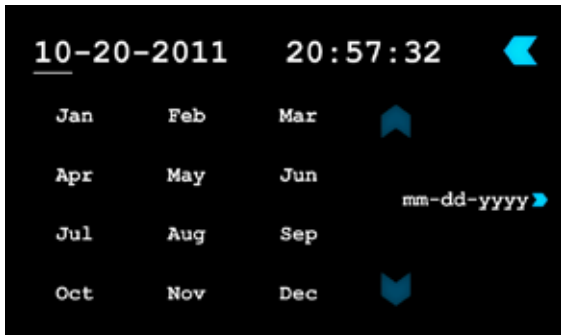 10-20-2011 20:57:32
Jan Feb Mar
Apr May Jun
mm-dd-yyyy
Jul Aug Sep
Oct Nov Dec